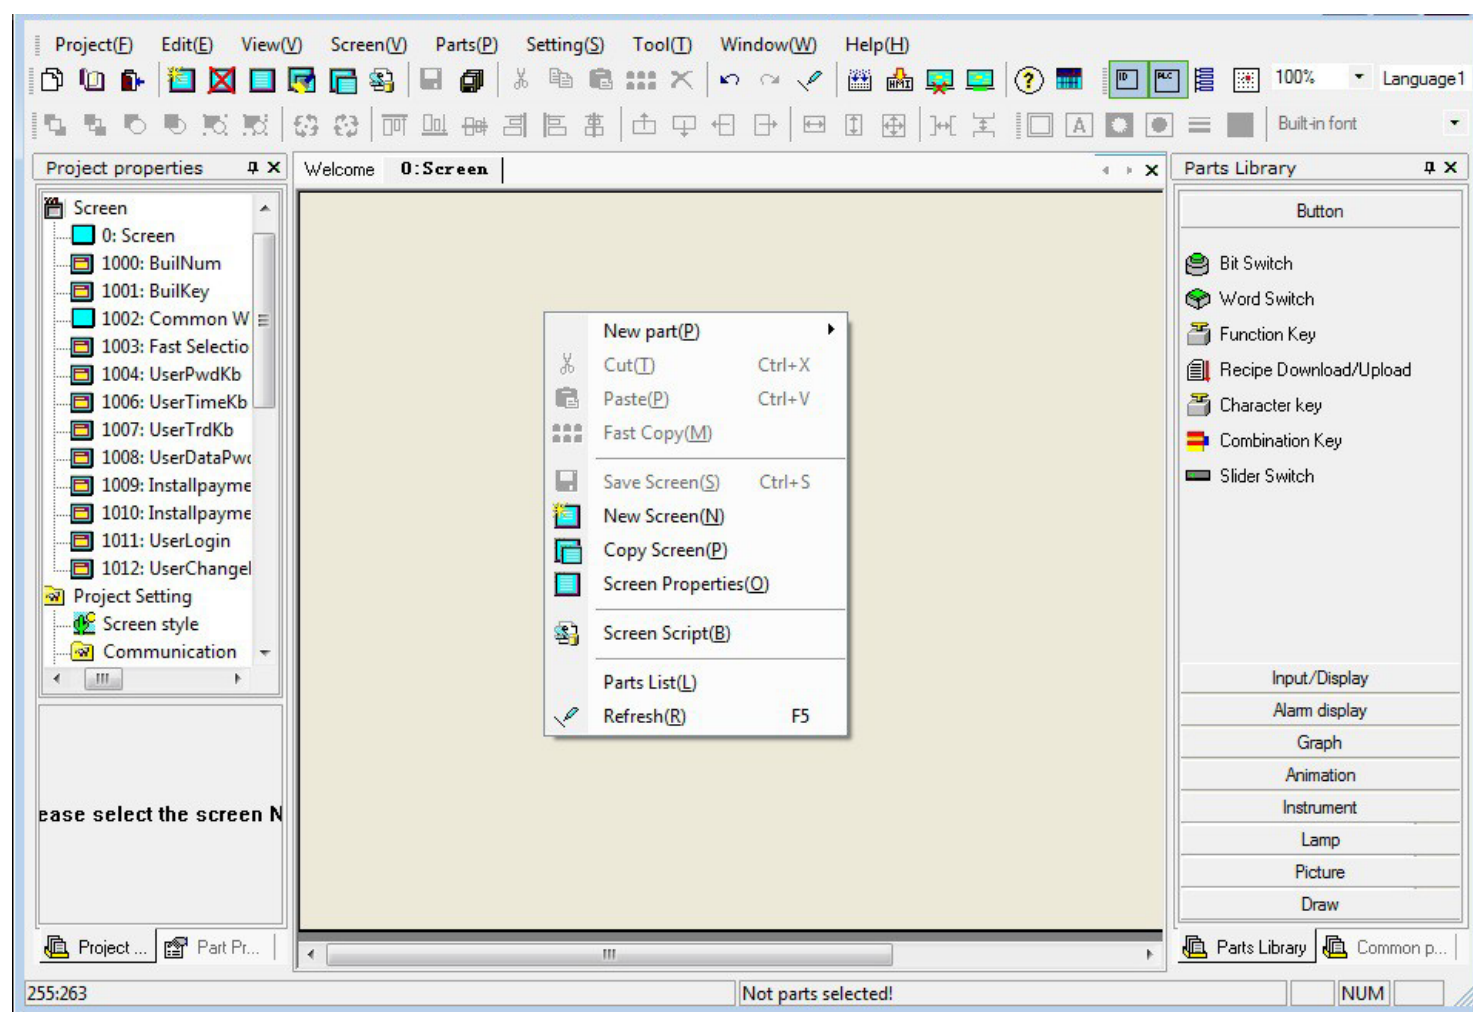 Project(F) Edit(E) View(V) Screen(V) Parts(P) Setting(S) Tool(T) Window(W) Help(H)
ID PLC 100% Language1
HMI
A Built-in font
Project properties
Screen
0: Screen
1000: BuilNum
1001: BuilKey
1002: Common W
1003: Fast Selectio
1004: UserPwdKb
1006: UserTimeKb
1007: UserTrdKb
1008: UserDataPw
1009: Installpayme
1010: Installpayme
1011: UserLogin
1012: UserChange
Project Setting
Screen style
Communication
ease select the screen N
Project ... Part Pr...
Welcome 0:Screen
New part(P)
Cut(T) Ctrl+X
Paste(P) Ctrl+V
Fast Copy(M)
Save Screen(S) Ctrl+S
New Screen(N)
Copy Screen(P)
Screen Properties(O)
Screen Script(B)
Parts List(L)
Refresh(R) F5
Parts Library
Button
Bit Switch
Word Switch
Function Key
Recipe Download/Upload
Character key
Combination Key
Slider Switch
Input/Display
Alarm display
Graph
Animation
Instrument
Lamp
Picture
Draw
Parts Library Common p...
255:263 Not parts selected! NUM